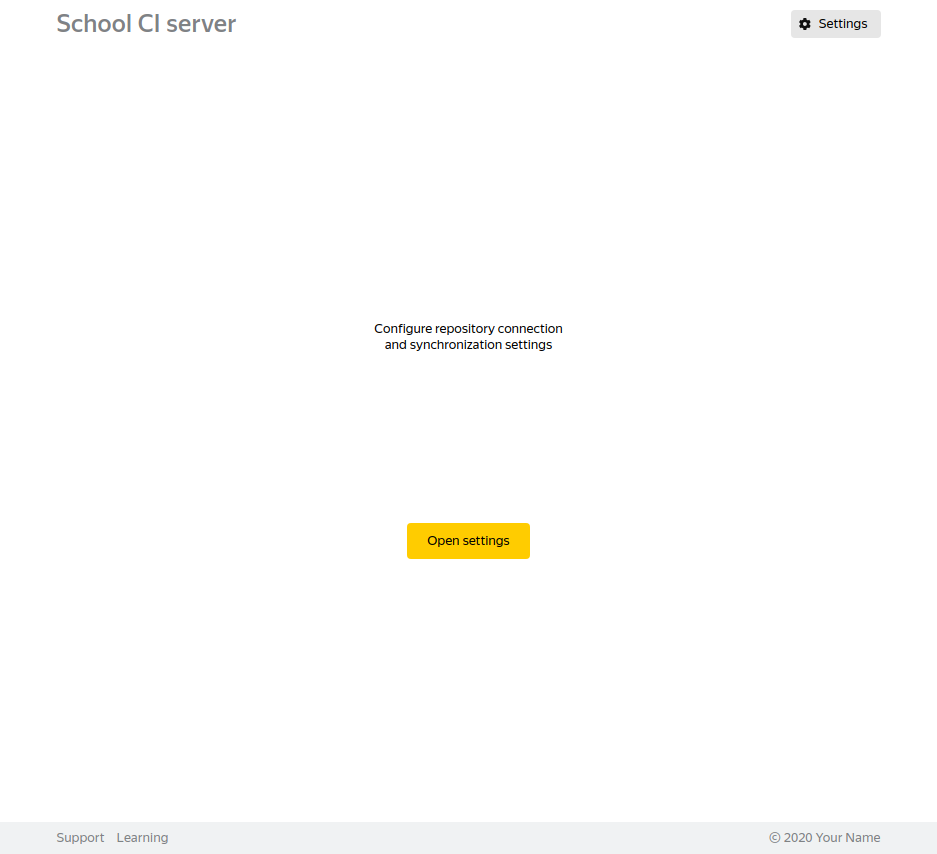 School CI server
Settings
Configure repository connection
and synchronization settings
Open settings
Support Learning
© 2020 Your Name